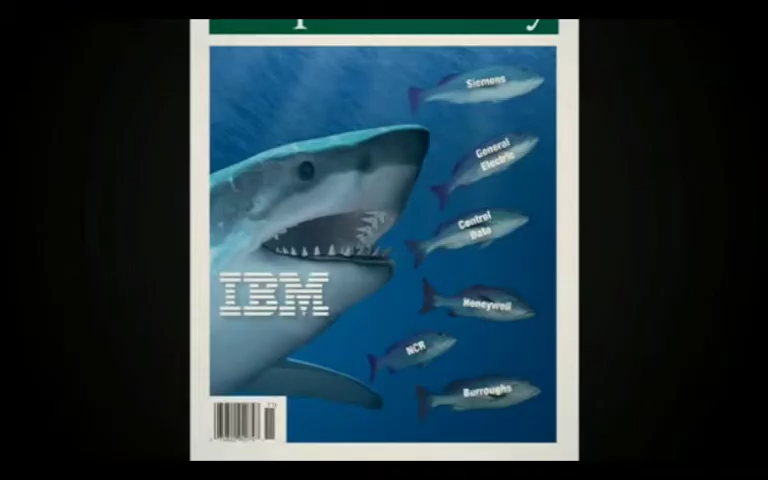 Siemens
General
Electric
Control
Data
IBM
Honeywell
NCR
Burroughs